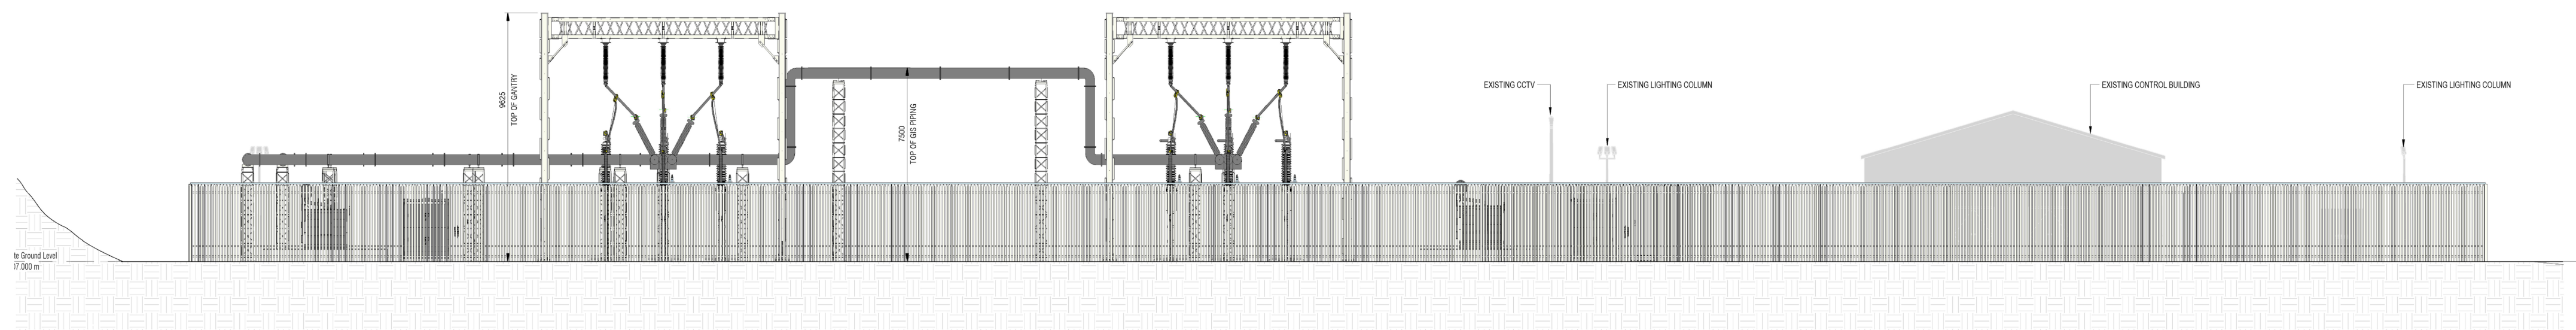 9625
TOP OF GANTRY
7500
TOP OF GIS PIPING
EXISTING CCTV
EXISTING LIGHTING COLUMN
EXISTING CONTROL BUILDING
EXISTING LIGHTING COLUMN
te Ground Level
7.000 m